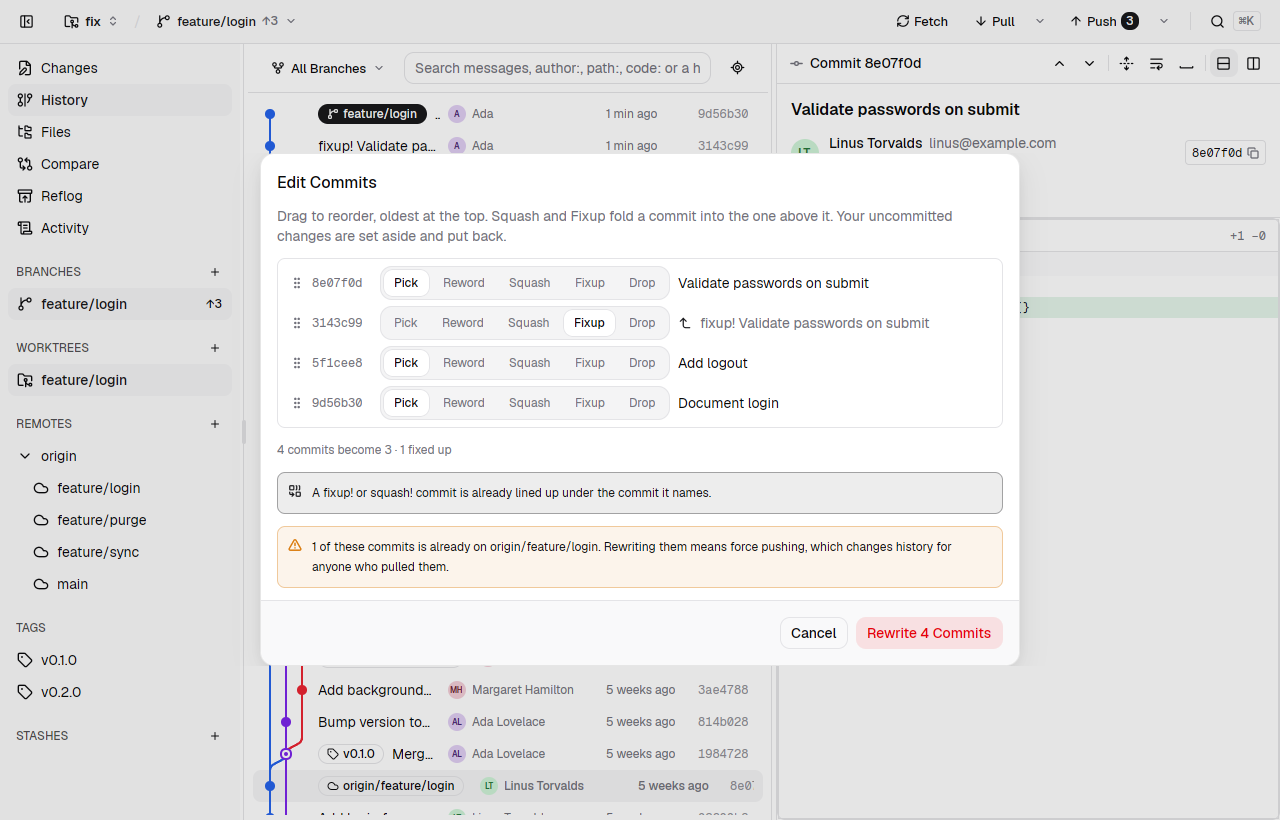 fix / feature/login ↑3
Fetch Pull Push 3 ⌘K
Changes
History
Files
Compare
Reflog
Activity
BRANCHES
feature/login ↑3
WORKTREES
feature/login
REMOTES
origin
feature/login
feature/purge
feature/sync
main
TAGS
v0.1.0
v0.2.0
STASHES
All Branches Search messages, author:, path:, code: or a h
feature/login .. A Ada 1 min ago 9d56b30
fixup! Validate pa... A Ada 1 min ago 3143c99
Commit 8e07f0d
Validate passwords on submit
LT Linus Torvalds linus@example.com 8e07f0d
+1 −0
{}
Edit Commits
Drag to reorder, oldest at the top. Squash and Fixup fold a commit into the one above it. Your uncommitted
changes are set aside and put back.
8e07f0d Pick Reword Squash Fixup Drop Validate passwords on submit
3143c99 Pick Reword Squash Fixup Drop fixup! Validate passwords on submit
5f1cee8 Pick Reword Squash Fixup Drop Add logout
9d56b30 Pick Reword Squash Fixup Drop Document login
4 commits become 3 · 1 fixed up
A fixup! or squash! commit is already lined up under the commit it names.
1 of these commits is already on origin/feature/login. Rewriting them means force pushing, which changes history for
anyone who pulled them.
Cancel Rewrite 4 Commits
Add background... MH Margaret Hamilton 5 weeks ago 3ae4788
Bump version to... AL Ada Lovelace 5 weeks ago 814b028
v0.1.0 Merg... AL Ada Lovelace 5 weeks ago 1984728
origin/feature/login LT Linus Torvalds 5 weeks ago 8e07